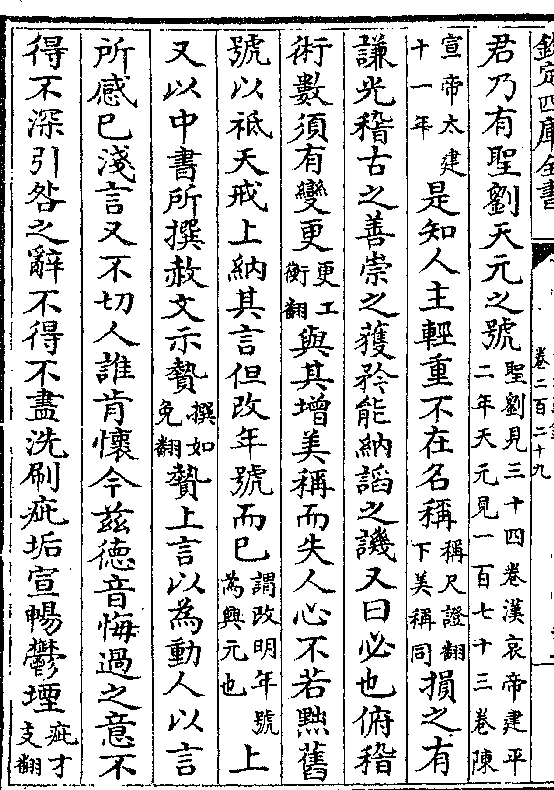 欽定四庫全書
卷二百二十九
君乃有聖劉天元之號聖劉見三十四卷漢哀帝建平二年天元見一百七十三卷陳
宣帝太建十一年是知人主輕重不在名稱稱尺證翻下美稱同損之有
謙光稽古之善崇之獲矜能納諂之譏又曰必也俯稽
術數須有變更更工衡翻與其增美稱而失人心不若黜舊
號以祗天戒上納其言但改年號而已謂改明年號為興元也上
又以中書所撰赦文示贄撰如免翻贄上言以為動人以言
所感已淺言又不切人誰肯懷今茲德音悔過之意不
得不深引咎之辭不得不盡洗刷疵垢宣暢鬱堙疵才支翻